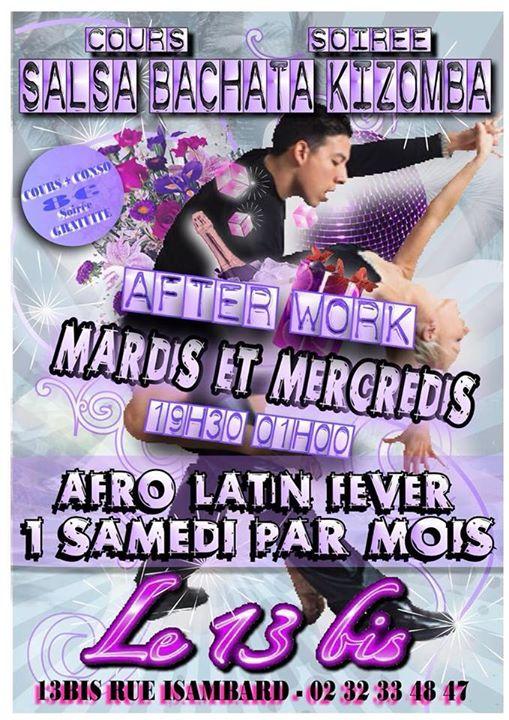 COURS SOIREE
SALSA BACHATA KIZOMBA
COURS + CONSO
8€
Soirée
GRATUITE
AFTER WORK
MARDIS ET MERCREDIS
19H30 01H00
AFRO LATIN FEVER
1 SAMEDI PAR MOIS
Le 13 bis
13BIS RUE ISAMBARD - 02 32 33 48 47